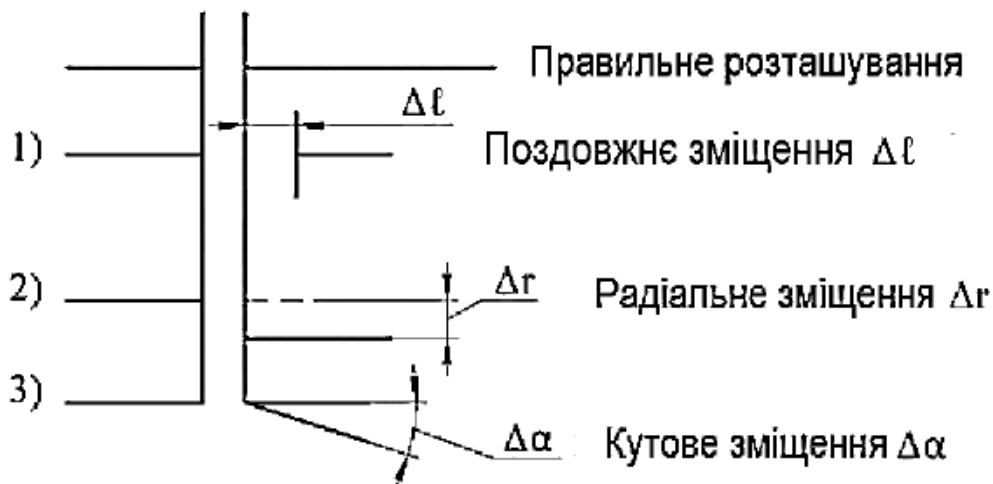 Правильне розташування
Δℓ
1) Поздовжнє зміщення Δℓ
2) Δr Радіальне зміщення Δr
3)
Δα Кутове зміщення Δα